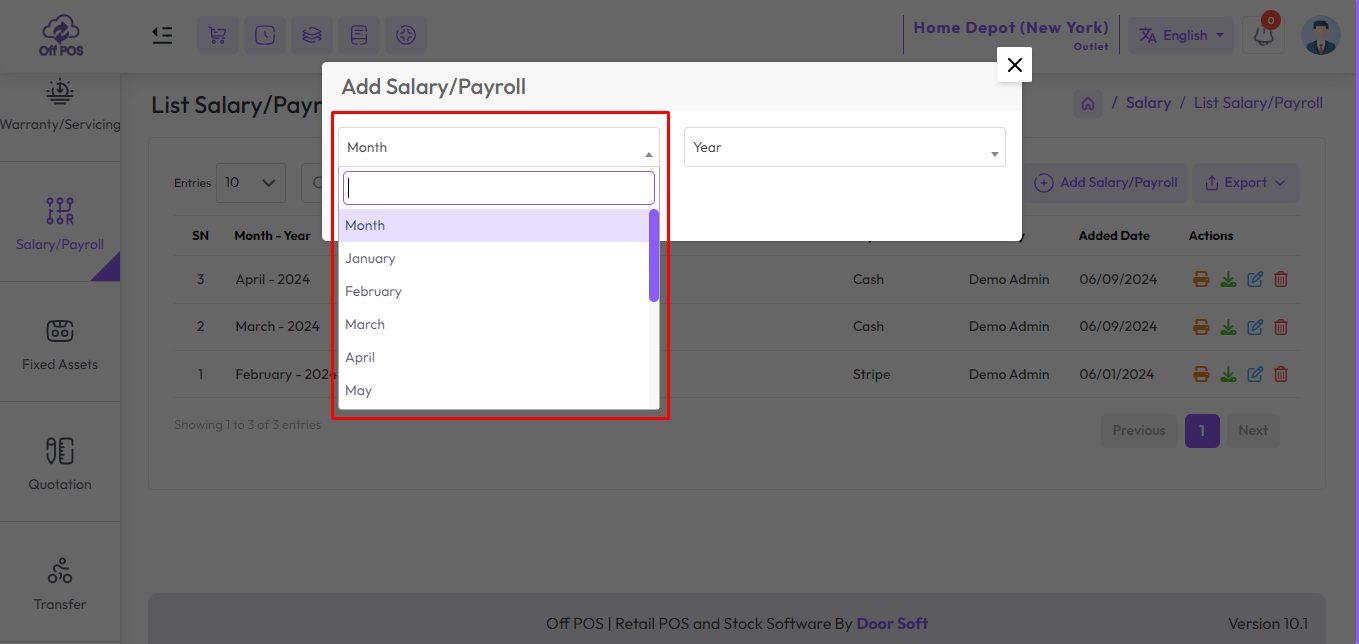 Off POS
Home Depot (New York)
Outlet
English
0
Add Salary/Payroll
Warranty/Servicing
List Salary/Payr
/ Salary / List Salary/Payroll
Month
Year
Entries 10
Add Salary/Payroll
Export
Month
January
February
March
April
May
Salary/Payroll
SN Month - Year Added Date Actions
3 April - 2024 Cash Demo Admin 06/09/2024
2 March - 2024 Cash Demo Admin 06/09/2024
1 February - 2024 Stripe Demo Admin 06/01/2024
Showing 1 to 3 of 3 entries
Previous 1 Next
Fixed Assets
Quotation
Transfer
Off POS | Retail POS and Stock Software By Door Soft
Version 10.1